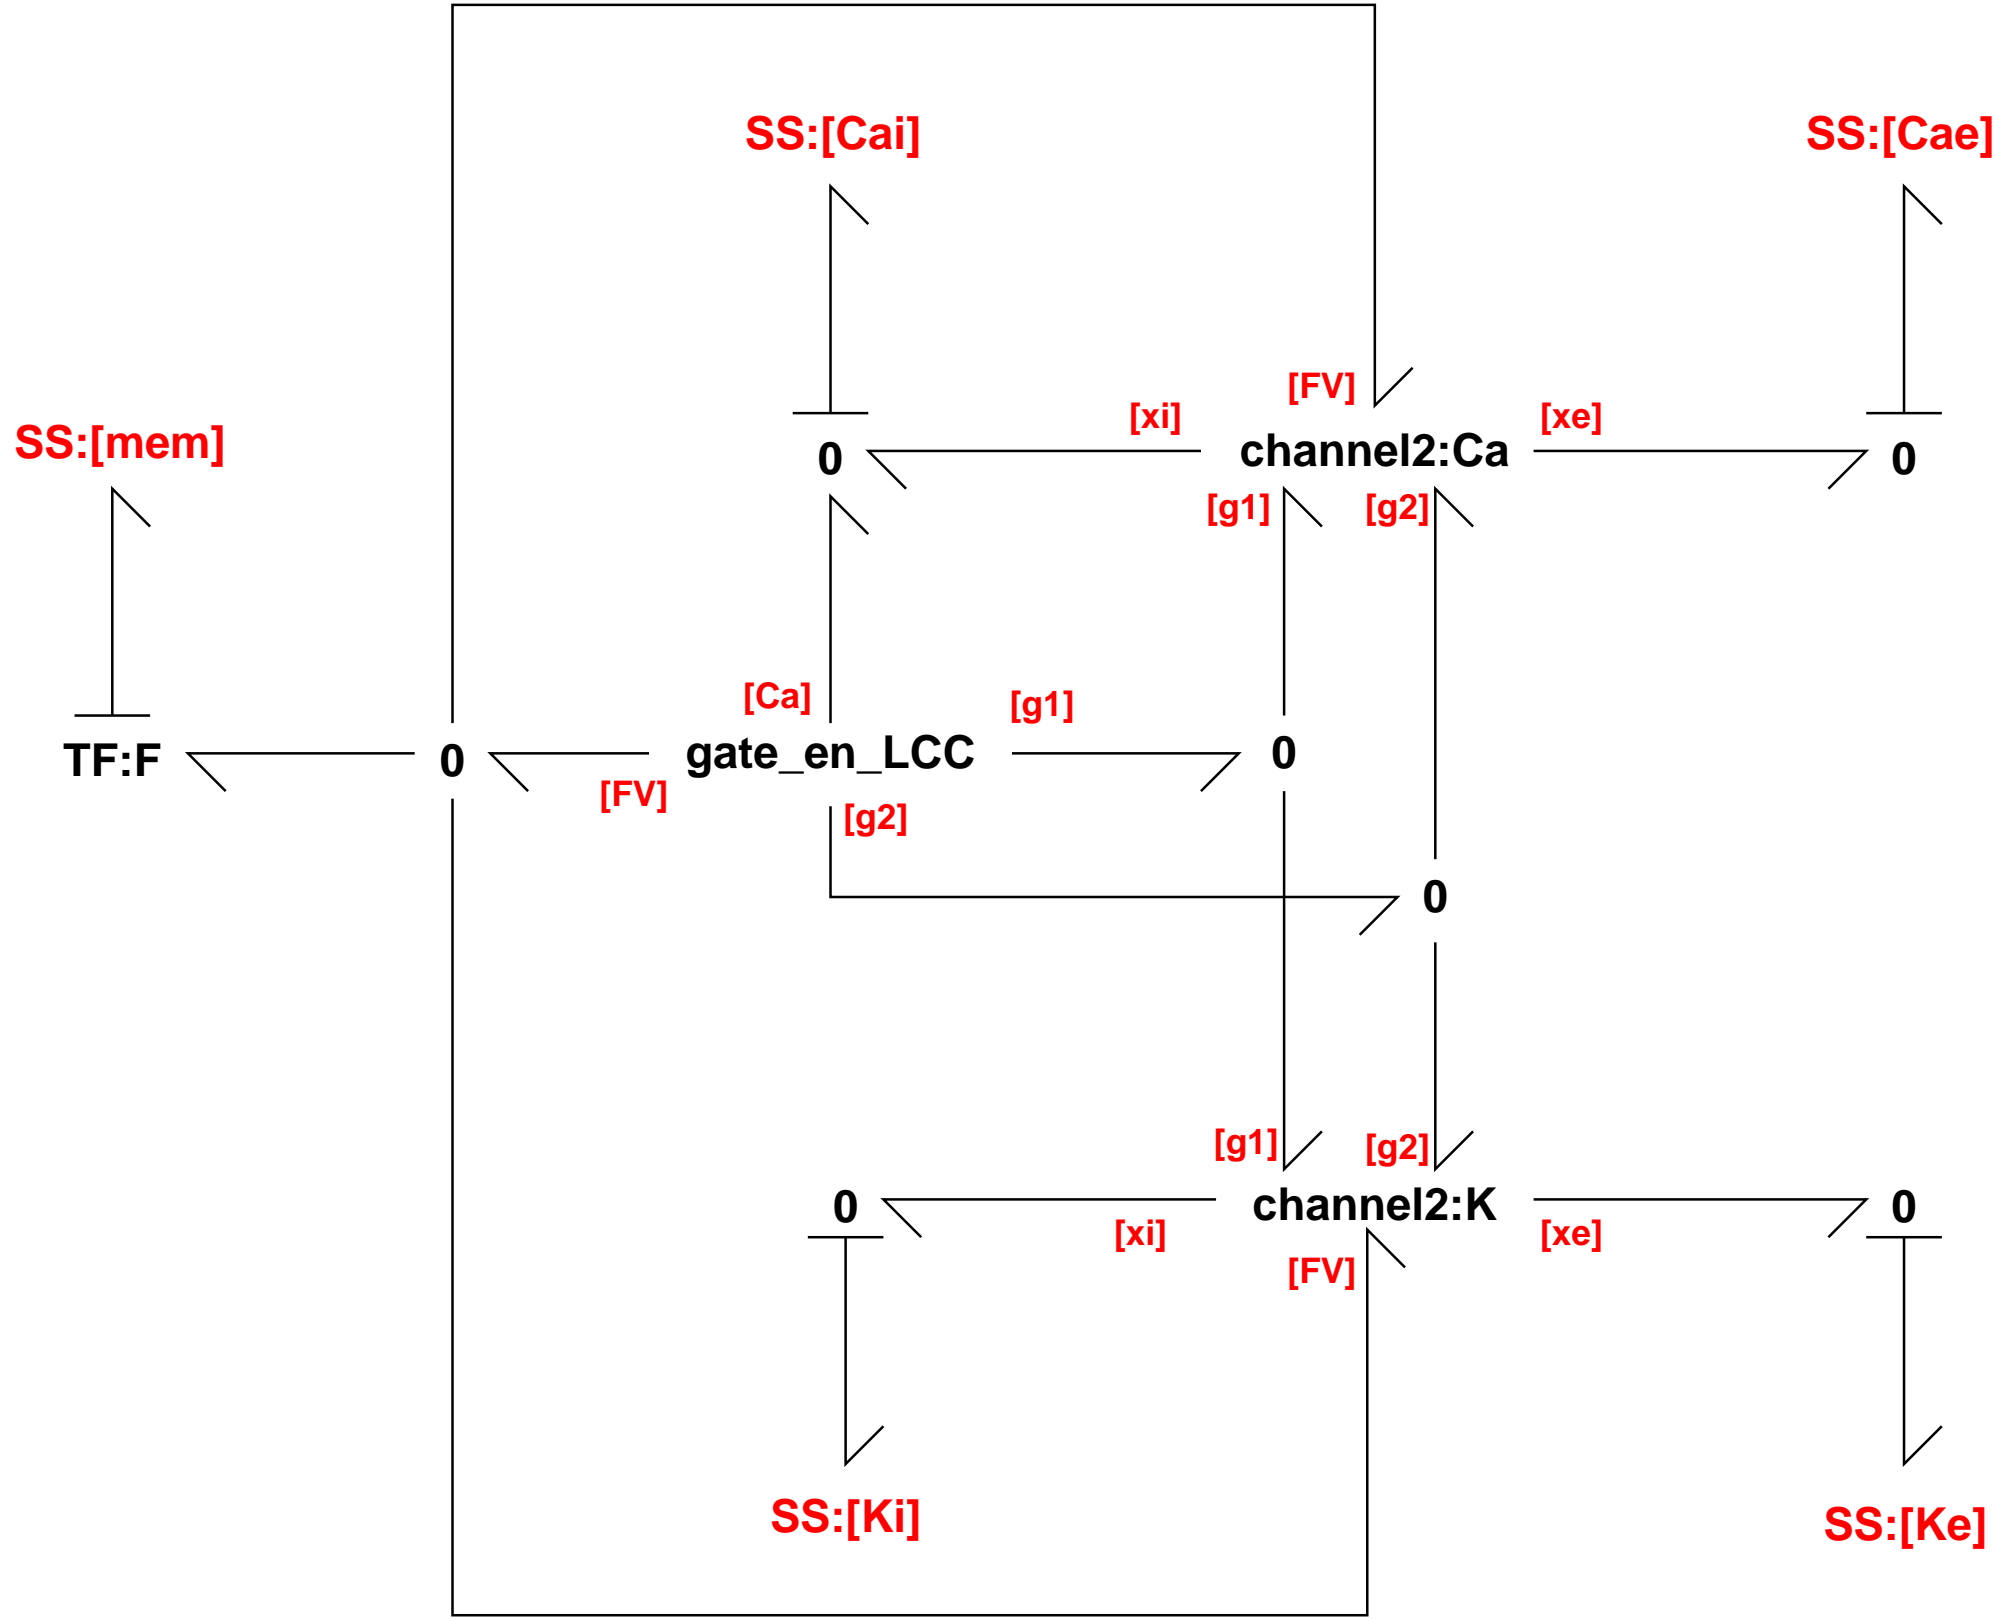 SS:[Cai]
SS:[Cae]
[FV]
[xi]
[xe]
SS:[mem]
0
channel2:Ca
0
[g1]
[g2]
[Ca]
[g1]
TF:F
0
gate_en_LCC
0
[FV]
[g2]
0
[g1]
[g2]
0
channel2:K
0
[xi]
[xe]
[FV]
SS:[Ki]
SS:[Ke]